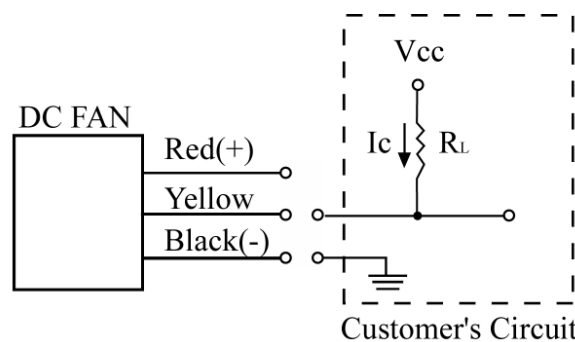 Vcc
DC FAN
Red(+)
Ic
RL
Yellow
Black(-)
Customer's Circuit